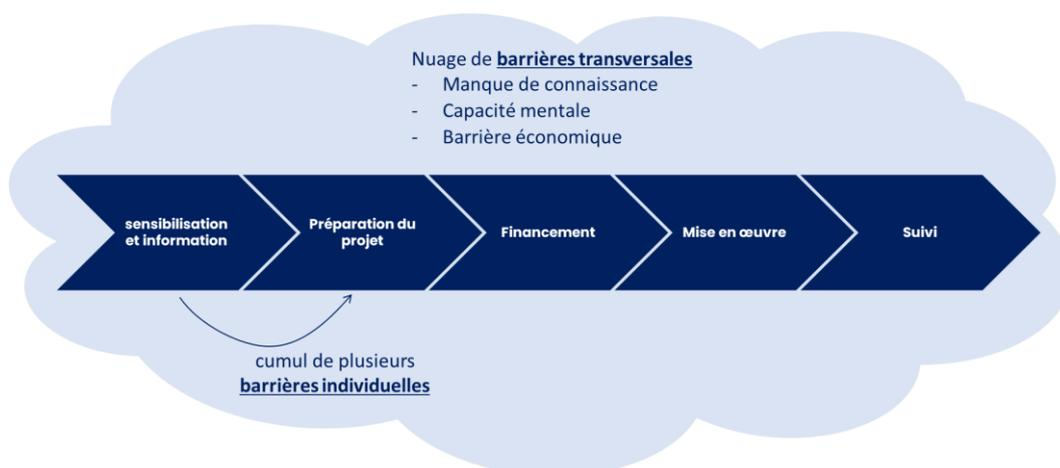 Nuage de barrières transversales
- Manque de connaissance
- Capacité mentale
- Barrière économique
sensibilisation
et information
Préparation du
projet
Financement
Mise en œuvre
Suivi
cumul de plusieurs
barrières individuelles